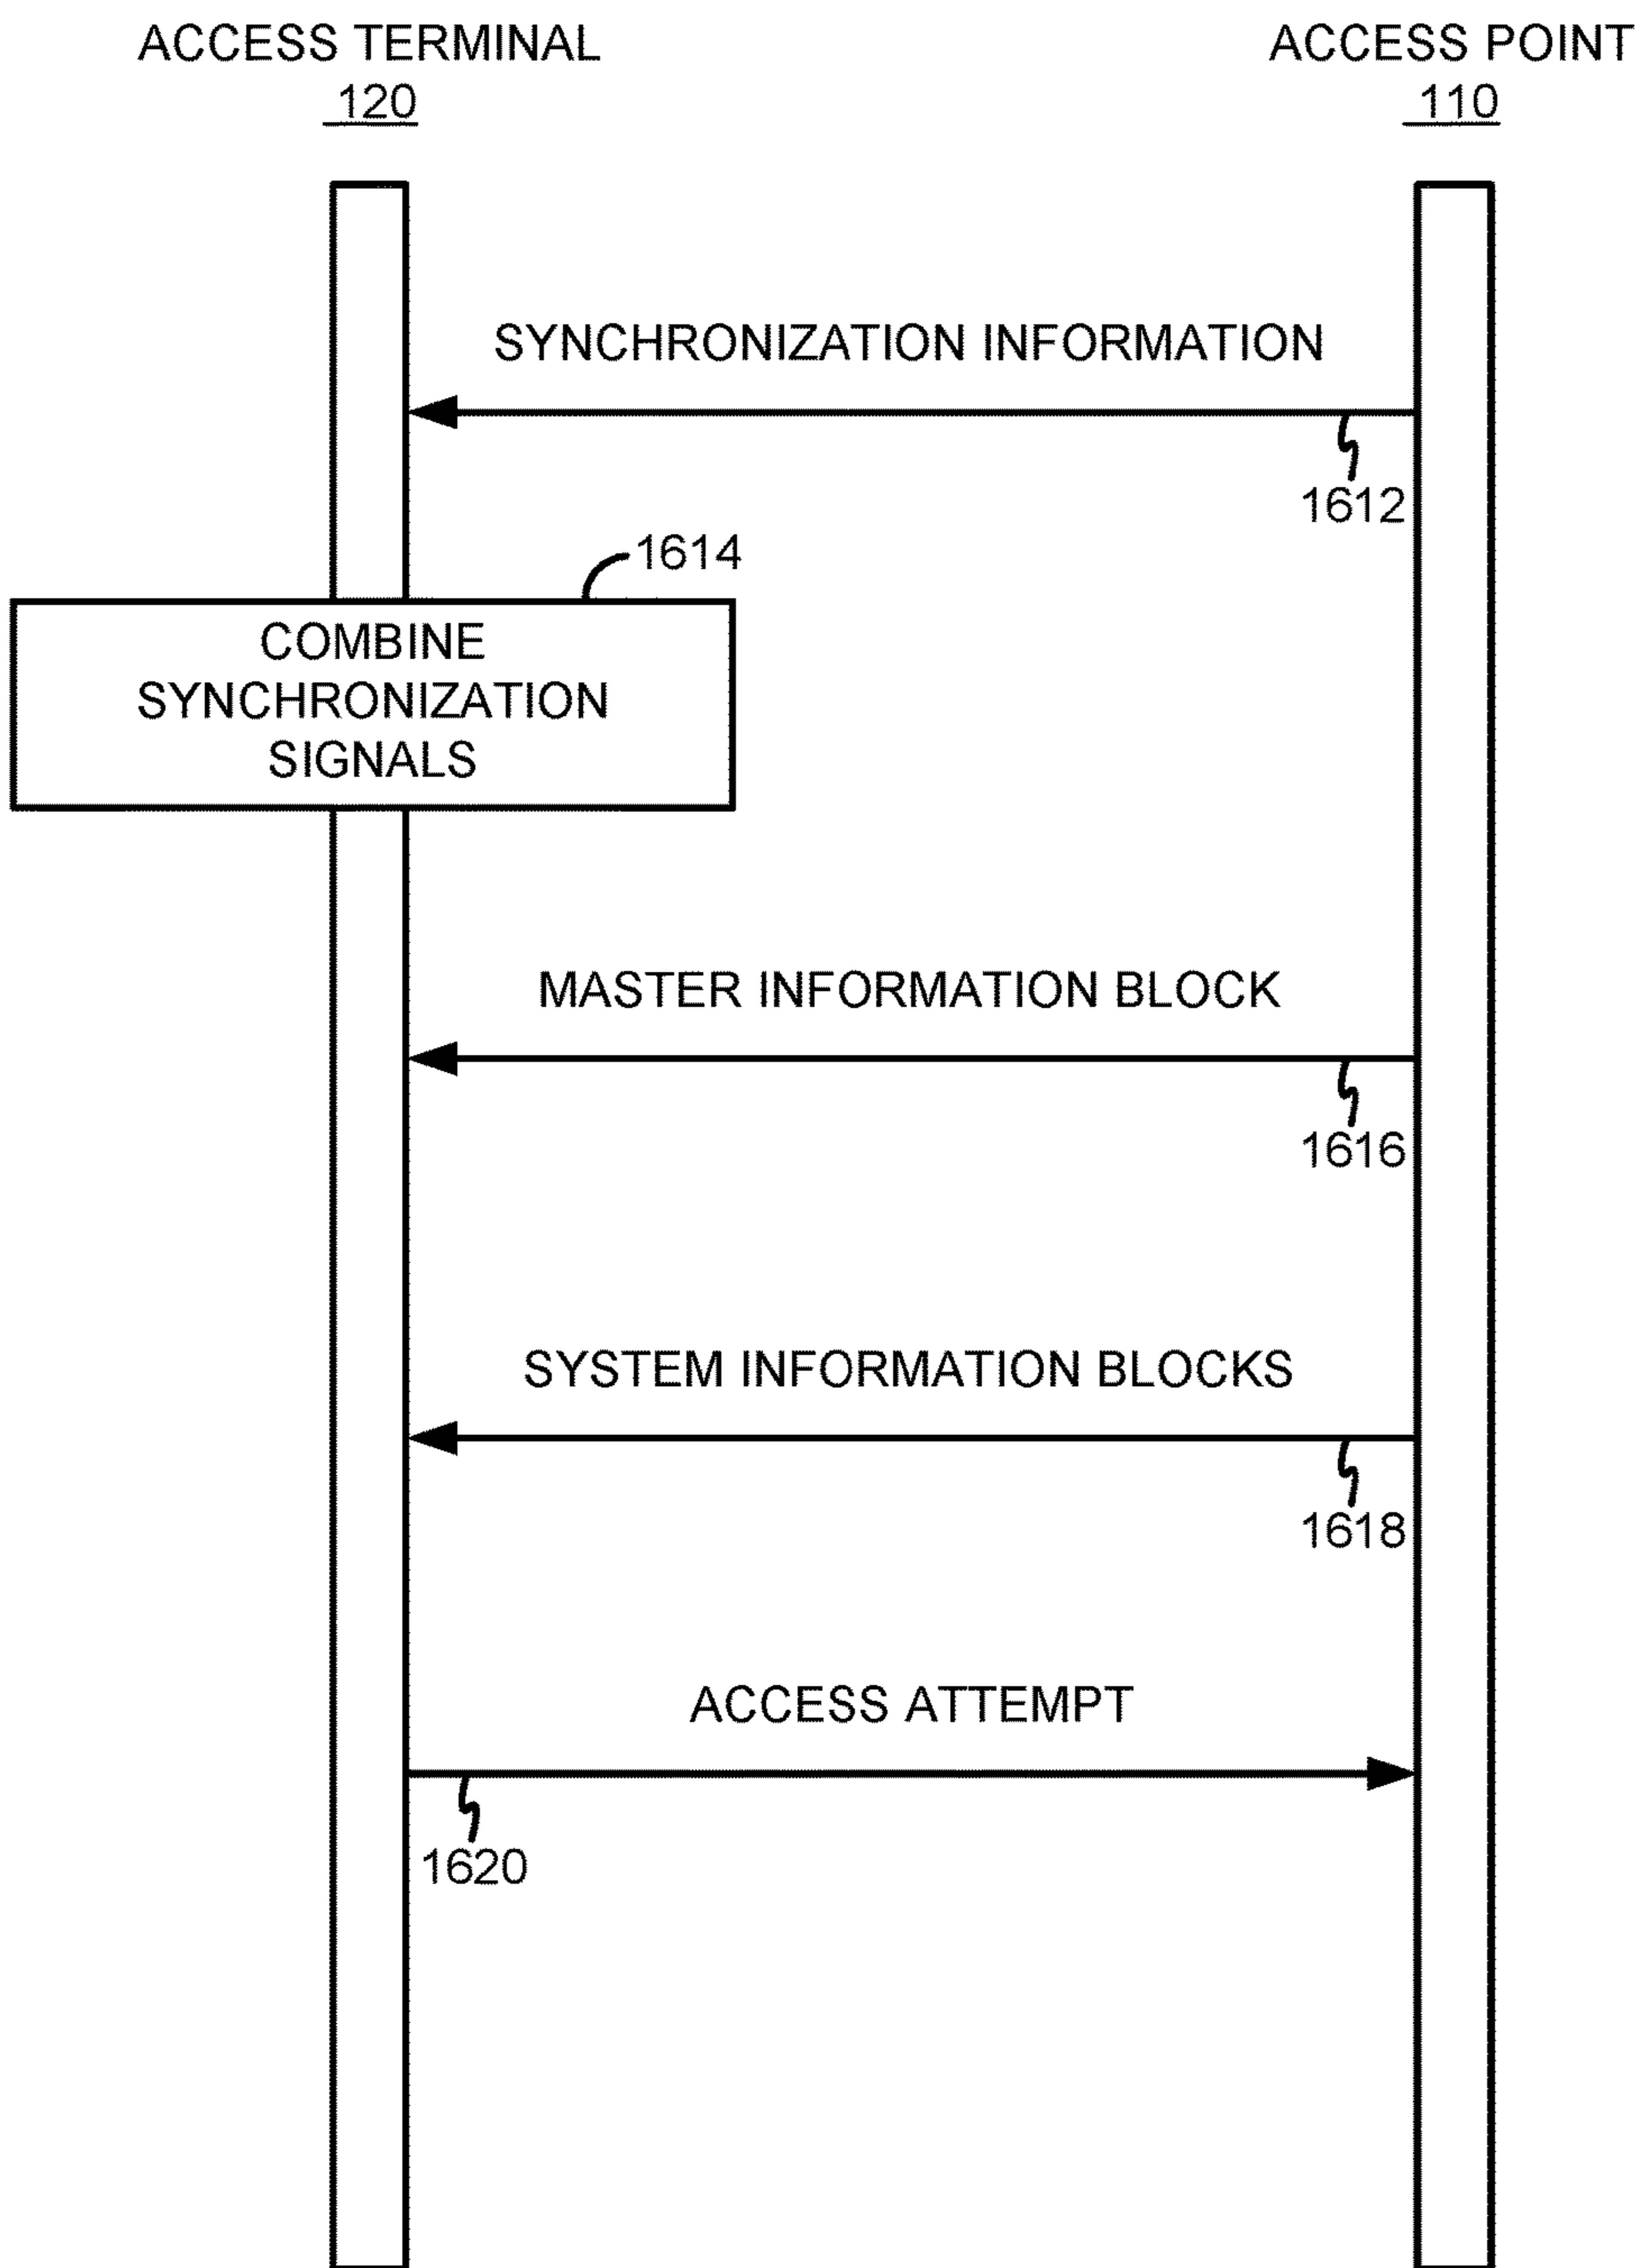 ACCESS TERMINAL
120
ACCESS POINT
110
SYNCHRONIZATION INFORMATION
1612
1614
COMBINE
SYNCHRONIZATION
SIGNALS
MASTER INFORMATION BLOCK
1616
SYSTEM INFORMATION BLOCKS
1618
ACCESS ATTEMPT
1620